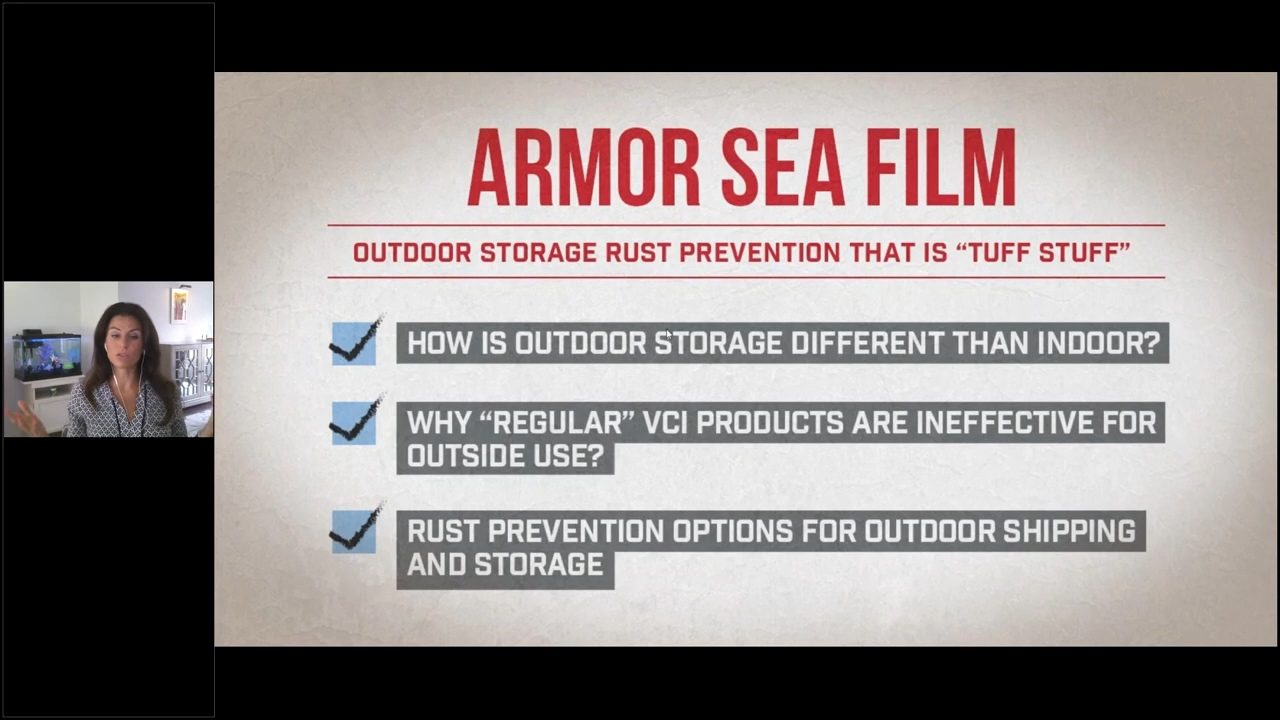 ARMOR SEA FILM
OUTDOOR STORAGE RUST PREVENTION THAT IS “TUFF STUFF”
HOW IS OUTDOOR STORAGE DIFFERENT THAN INDOOR?
WHY “REGULAR” VCI PRODUCTS ARE INEFFECTIVE FOR
OUTSIDE USE?
RUST PREVENTION OPTIONS FOR OUTDOOR SHIPPING
AND STORAGE